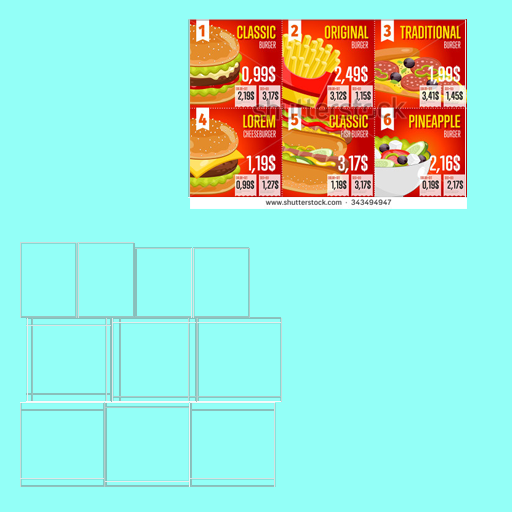 1 CLASSIC
BURGER
0,99$
2,19$ 3,17$
2 ORIGINAL
BURGER
2,49$
3,12$ 1,15$
3 TRADITIONAL
BURGER
1,99$
3,41$ 1,45$
4 LOREM
CHEESEBURGER
1,19$
0,99$ 1,27$
5 CLASSIC
FISH BURGER
3,17$
1,19$ 3,17$
6 PINEAPPLE
BURGER
2,16$
0,19$ 2,17$
shutterstock
www.shutterstock.com · 343494947